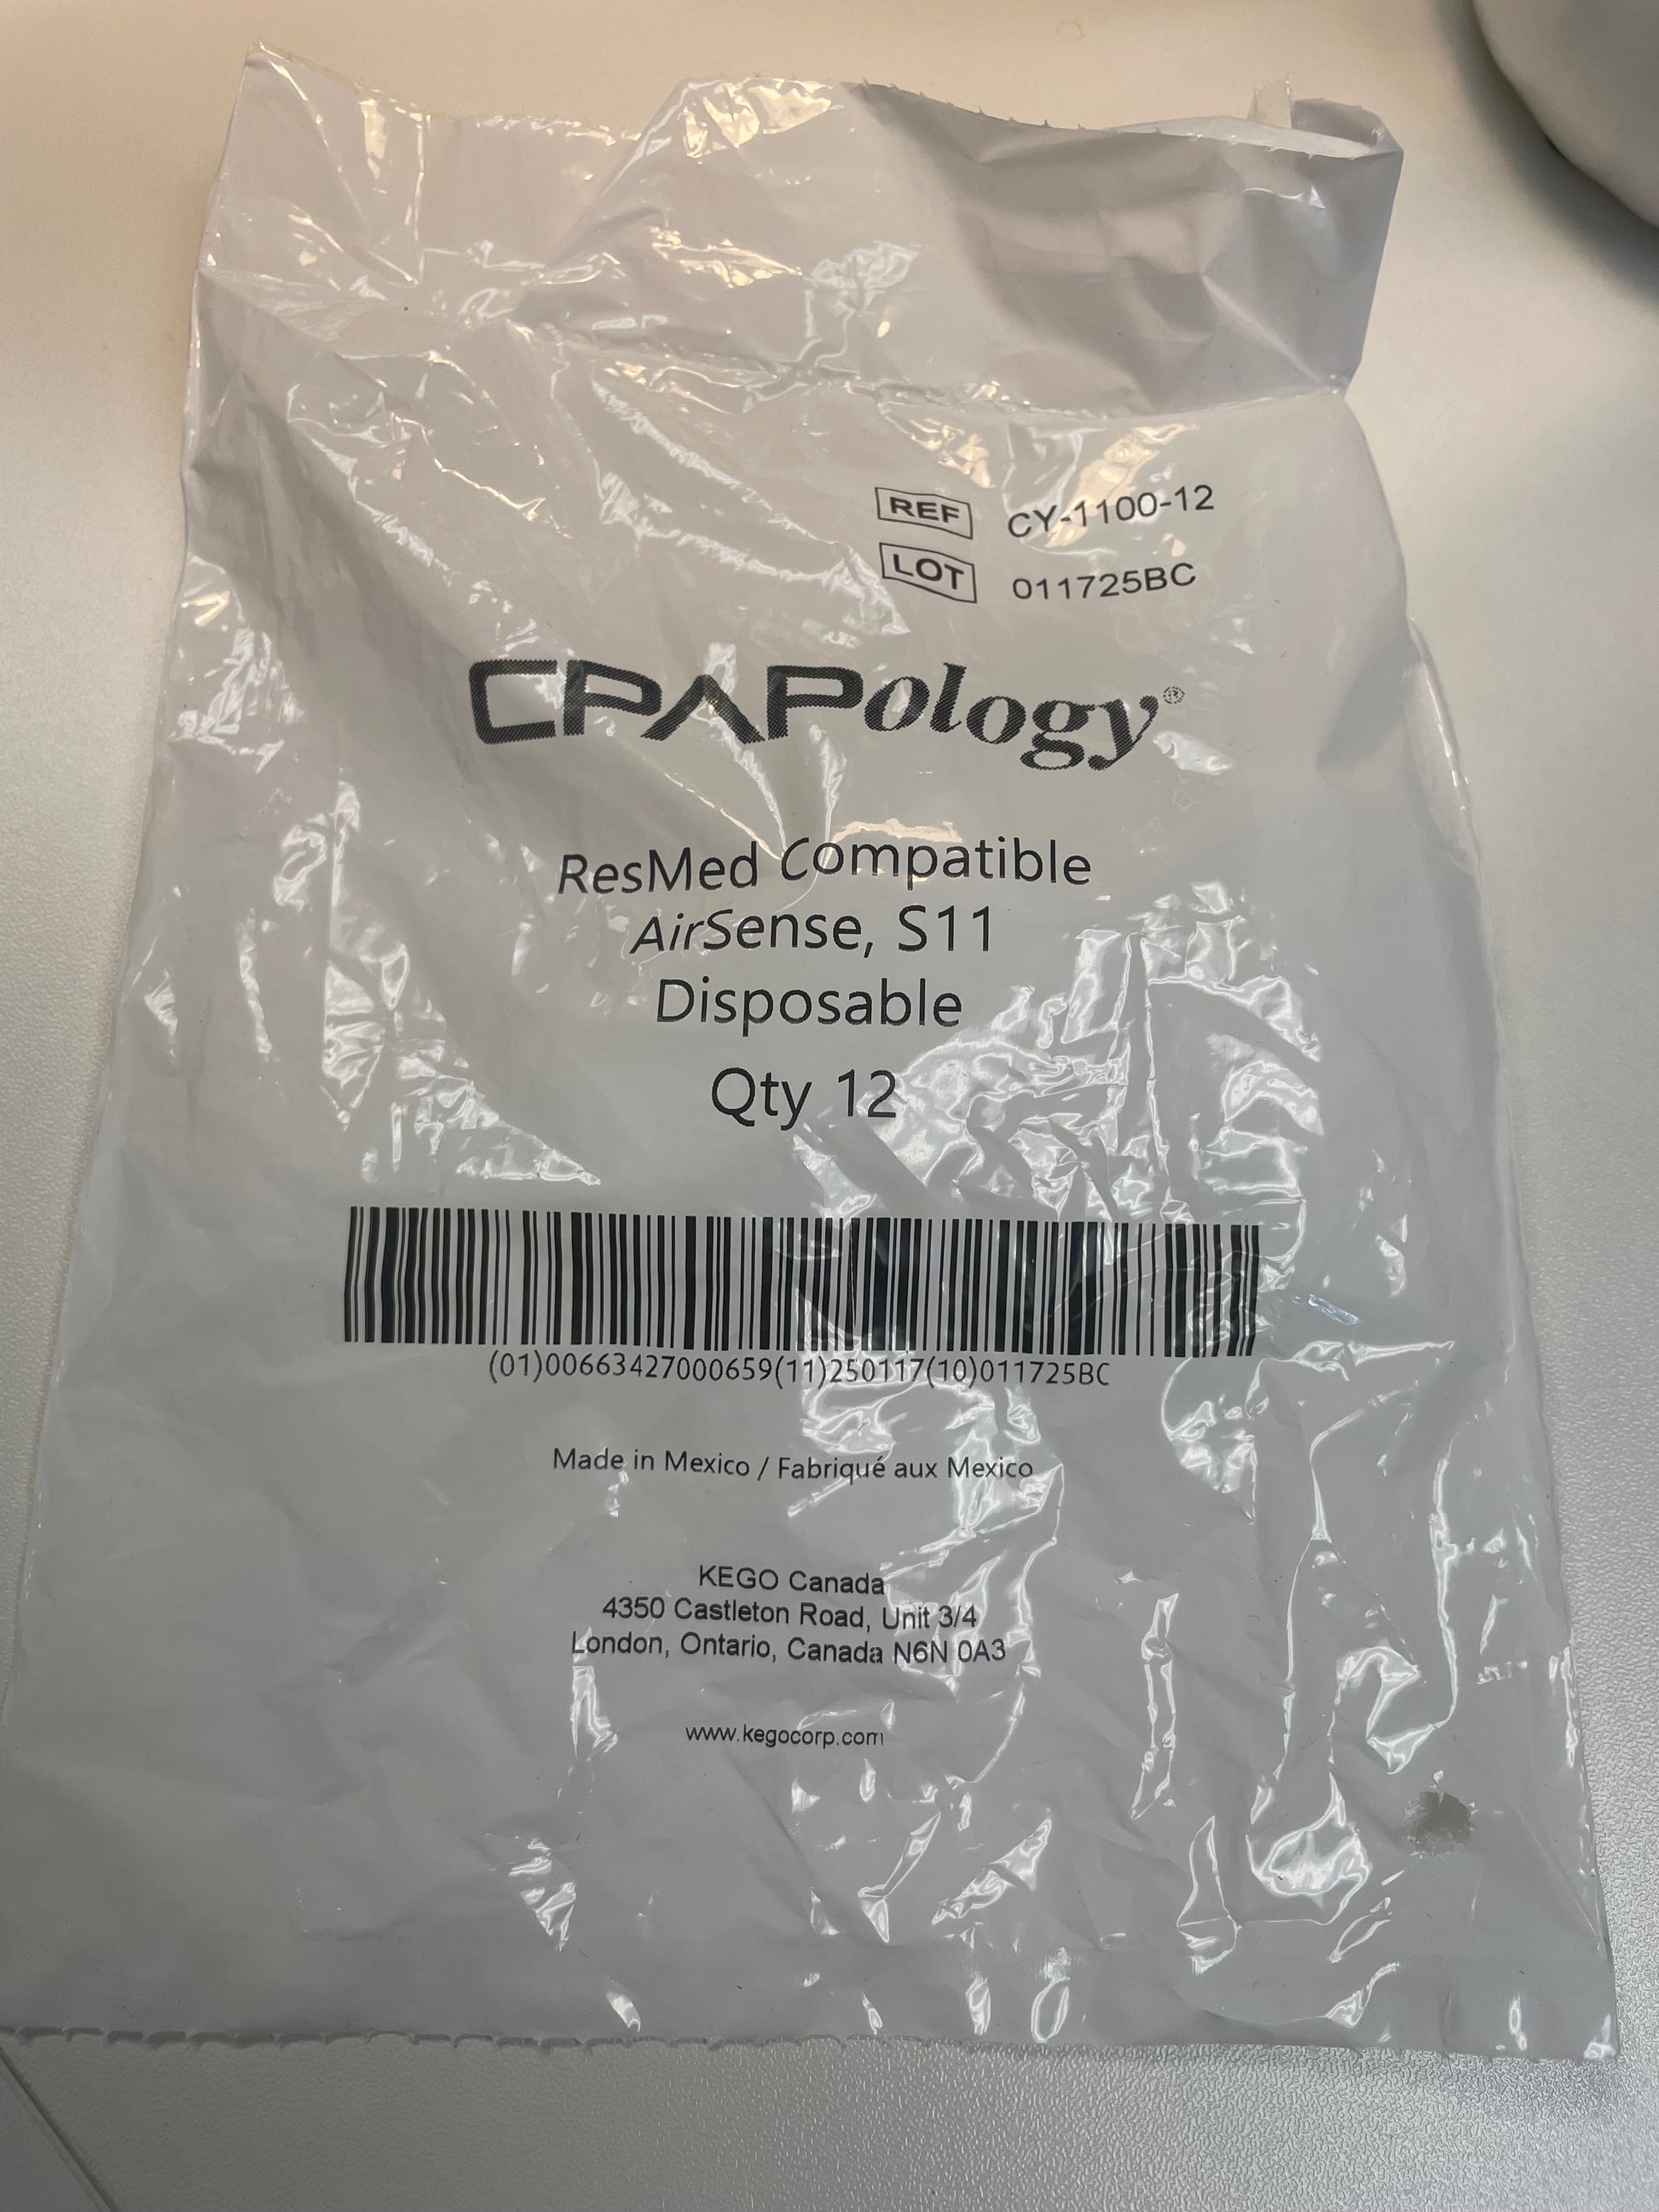 REF CY-1100-12
LOT 011725BC
CPAPology®
ResMed Compatible
AirSense, S11
Disposable
Qty 12
(01)00663427000659(11)250117(10)011725BC
Made in Mexico / Fabriqué aux Mexico
KEGO Canada
4350 Castleton Road, Unit 3/4
London, Ontario, Canada N6N 0A3
www.kegocorp.com